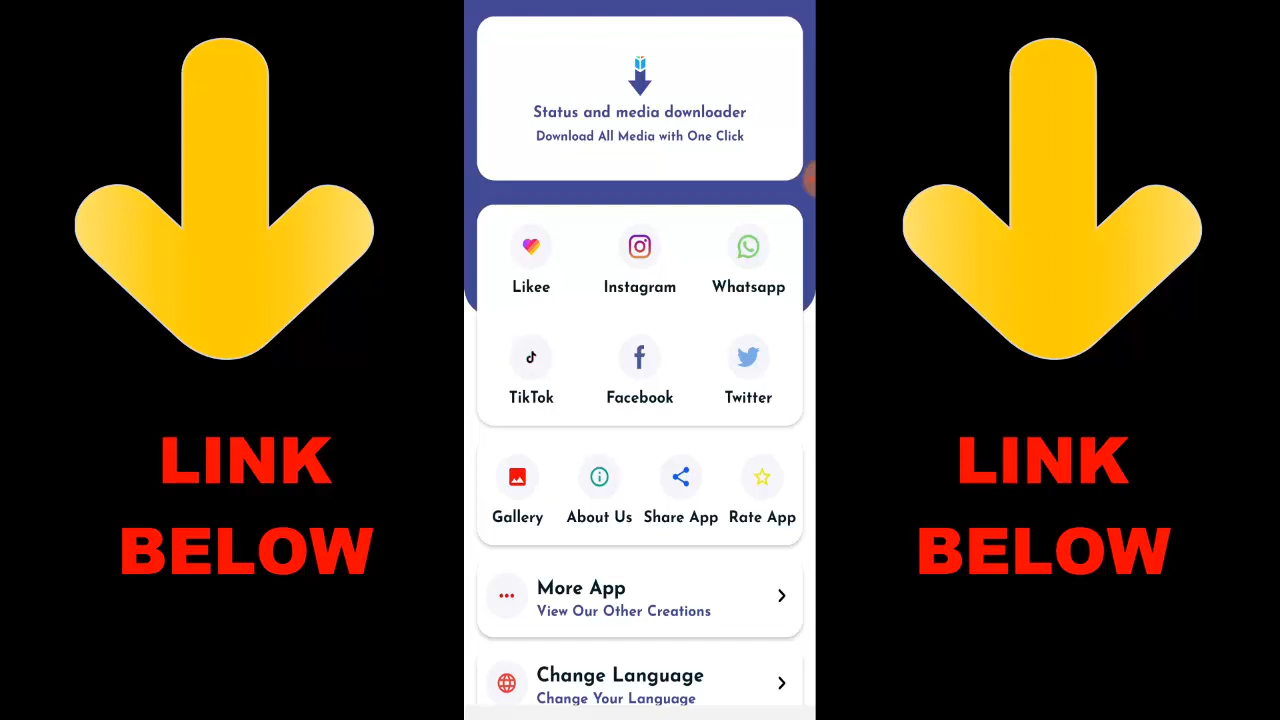 Status and media downloader
Download All Media with One Click
Likee
Instagram
Whatsapp
TikTok
Facebook
Twitter
Gallery
About Us
Share App
Rate App
More App
View Our Other Creations
Change Language
Change Your Language
LINK
BELOW
LINK
BELOW